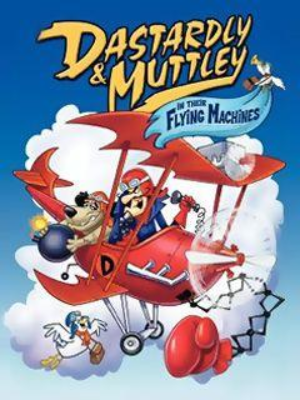 DASTARDLY
& MUTTLEY
IN THEIR
FLYING MACHINES
D